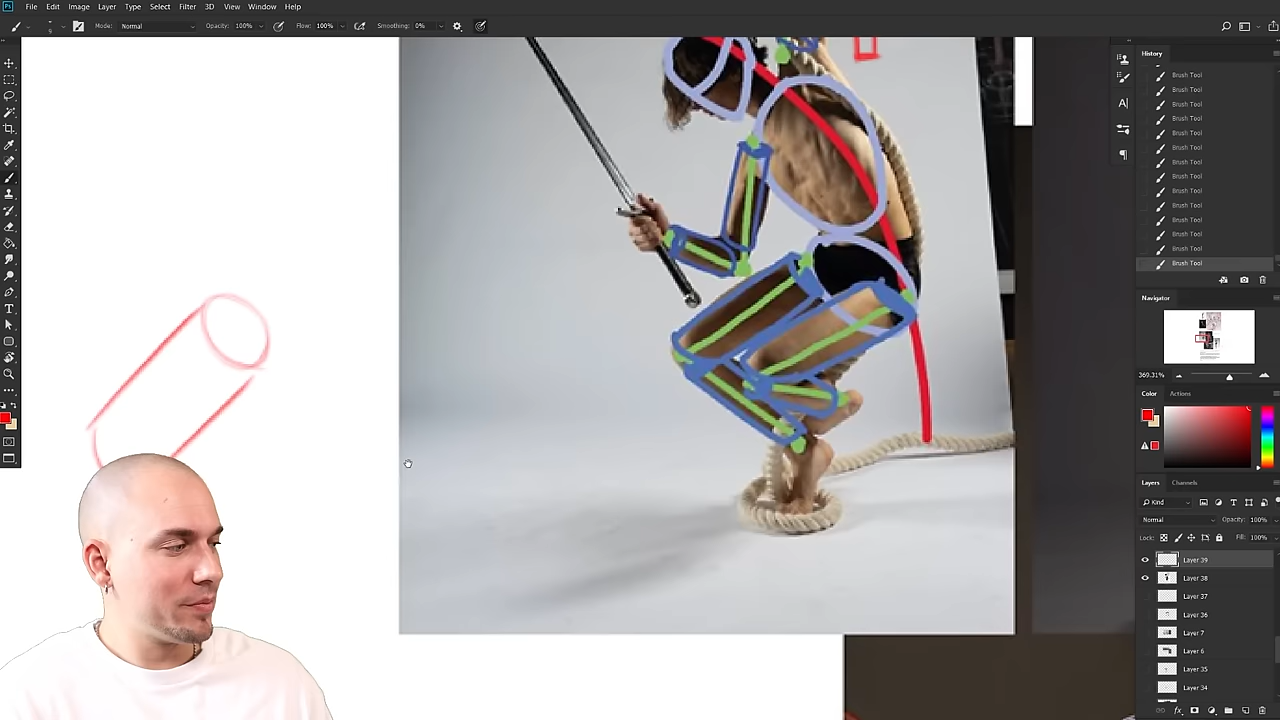 Ps File Edit Image Layer Type Select Filter 3D View Window Help
Mode: Normal Opacity: 100% Flow: 100% Smoothing: 0%
History
Brush Tool
Brush Tool
Brush Tool
Brush Tool
Brush Tool
Brush Tool
Brush Tool
Brush Tool
Brush Tool
Brush Tool
Brush Tool
Brush Tool
Brush Tool
Brush Tool
Navigator
369.31%
Color Actions
Layers Channels
Kind
Normal Opacity: 100%
Lock: Fill: 100%
Layer 39
Layer 38
Layer 37
Layer 36
Layer 7
Layer 6
Layer 35
Layer 34